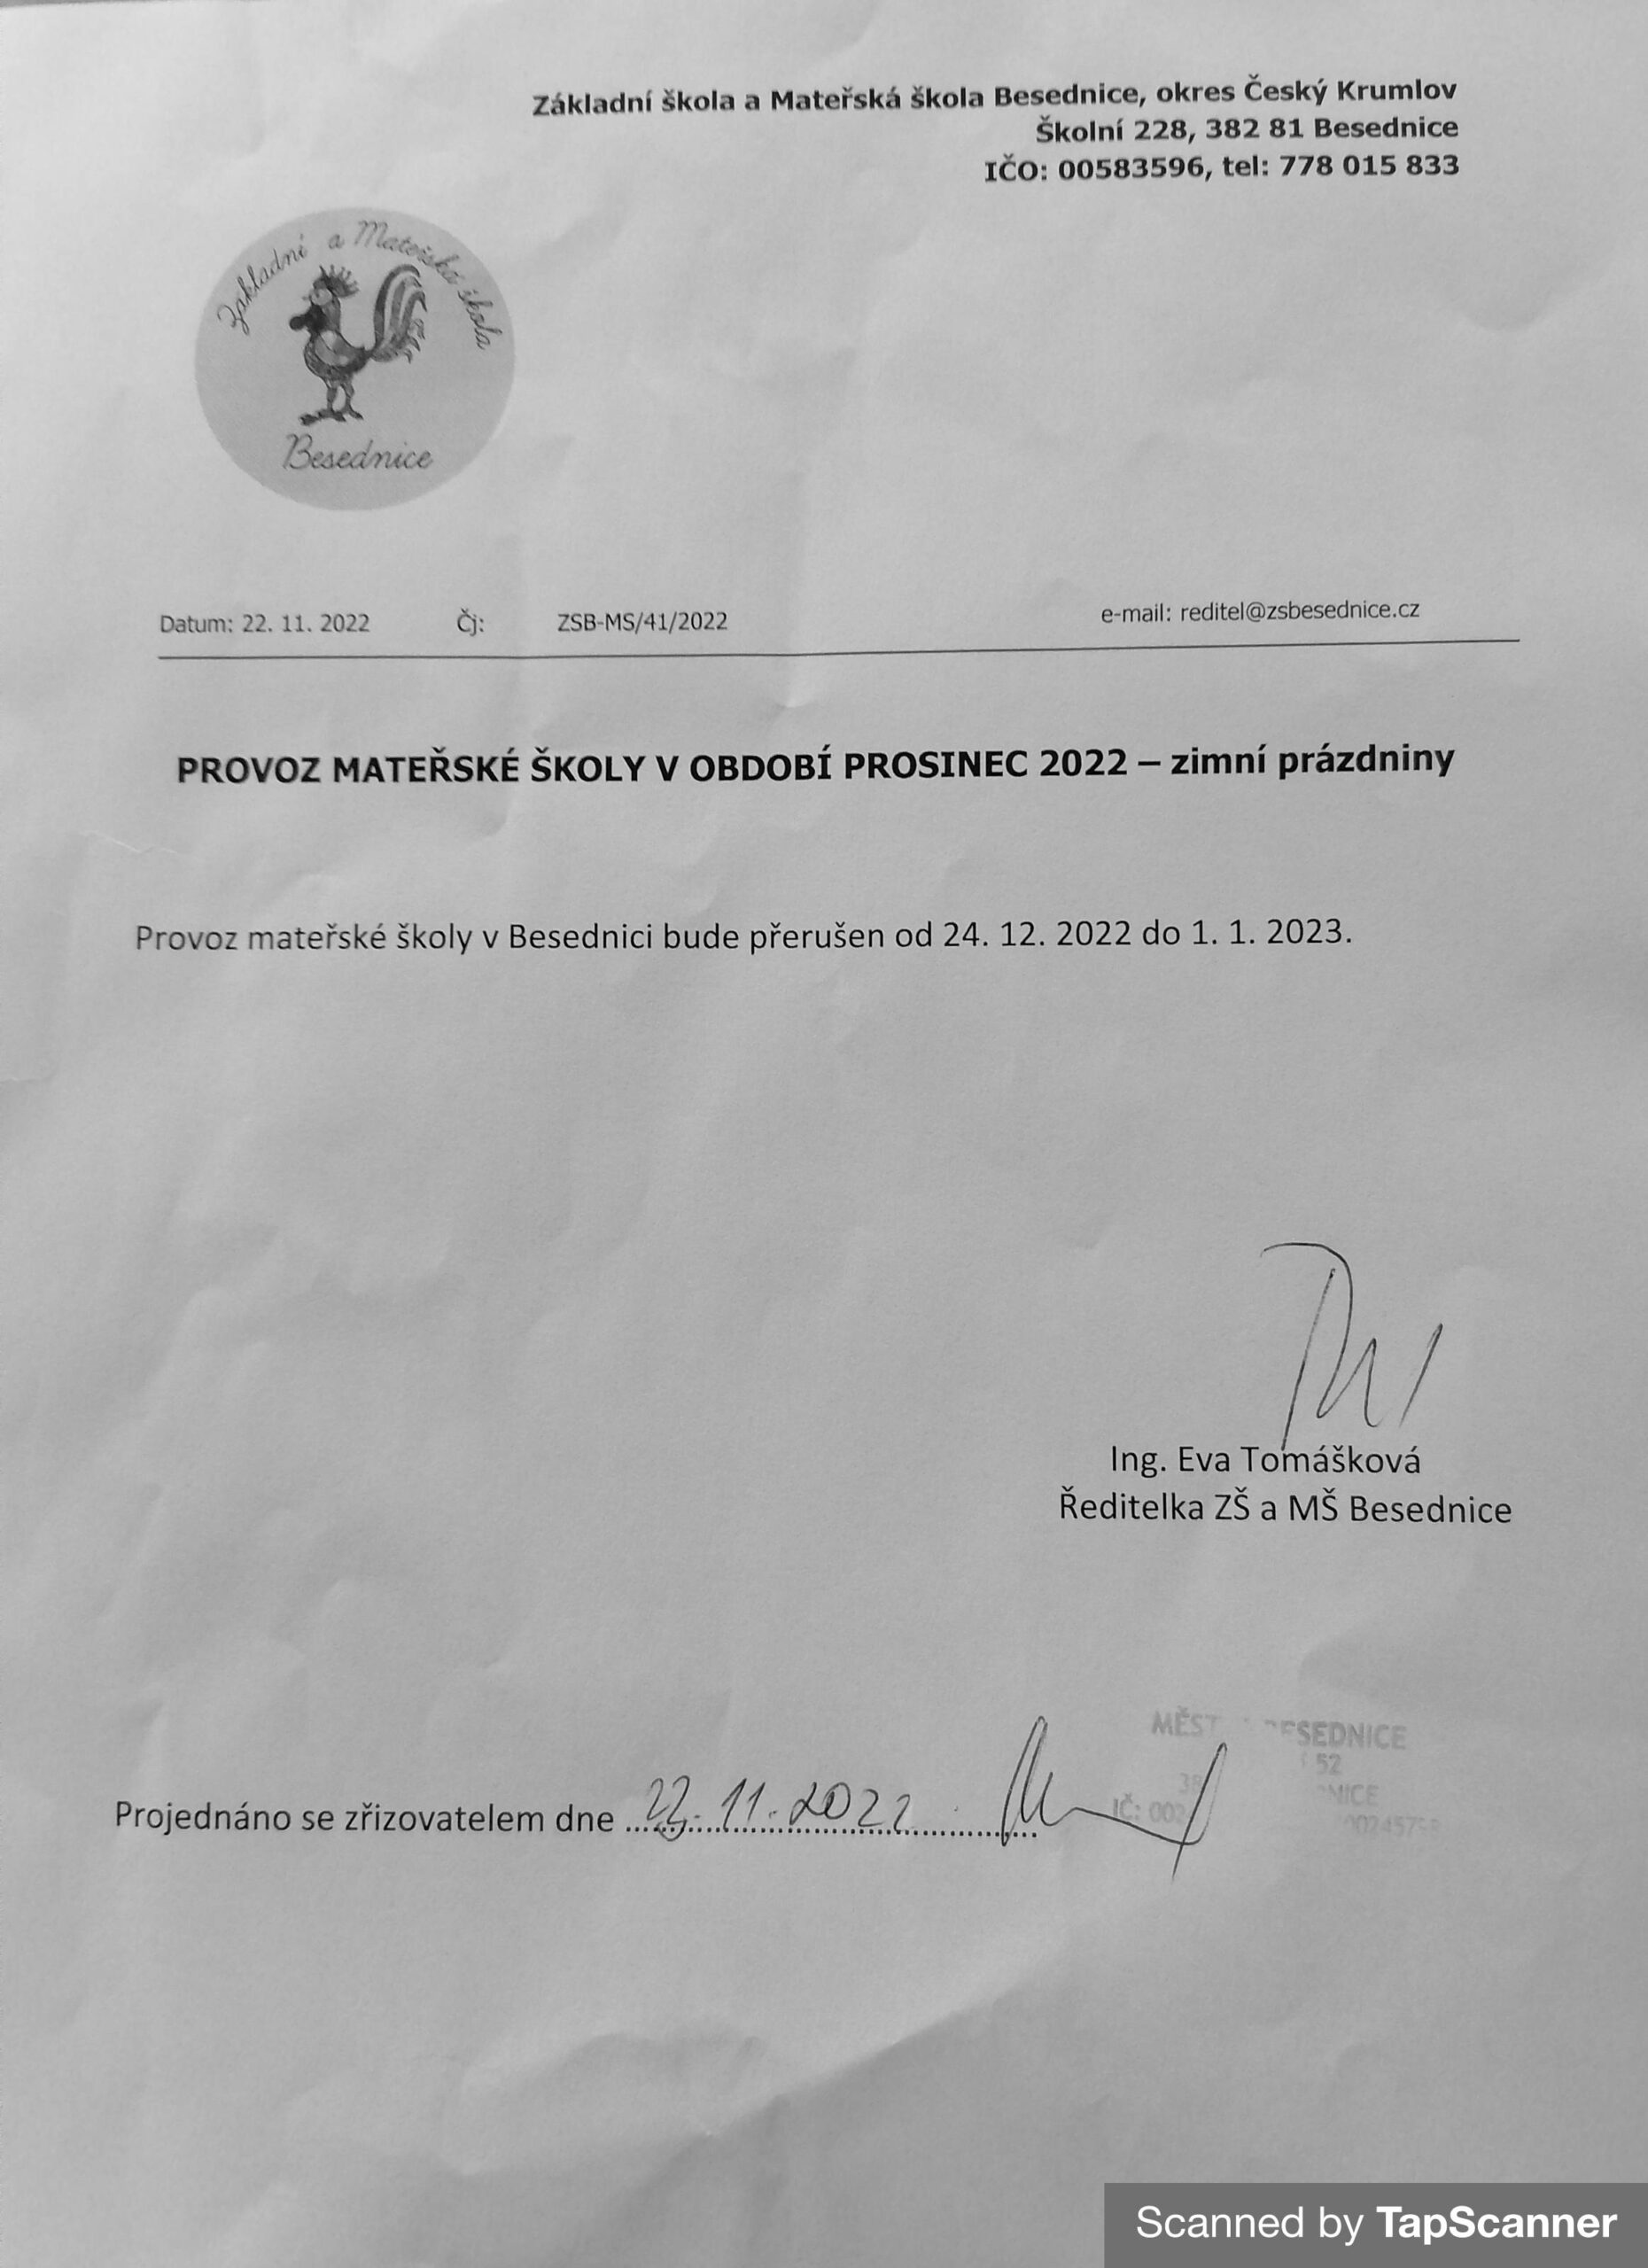 Základní škola a Mateřská škola Besednice, okres Český Krumlov
Školní 228, 382 81 Besednice
IČO: 00583596, tel: 778 015 833
Základní a Mateřská škola
Besednice
Datum: 22. 11. 2022 Čj: ZSB-MS/41/2022 e-mail: reditel@zsbesednice.cz
PROVOZ MATEŘSKÉ ŠKOLY V OBDOBÍ PROSINEC 2022 – zimní prázdniny
Provoz mateřské školy v Besednici bude přerušen od 24. 12. 2022 do 1. 1. 2023.
Ing. Eva Tomášková
Ředitelka ZŠ a MŠ Besednice
52
IČ:
Projednáno se zřizovatelem dne 11. 2022
Scanned by TapScanner